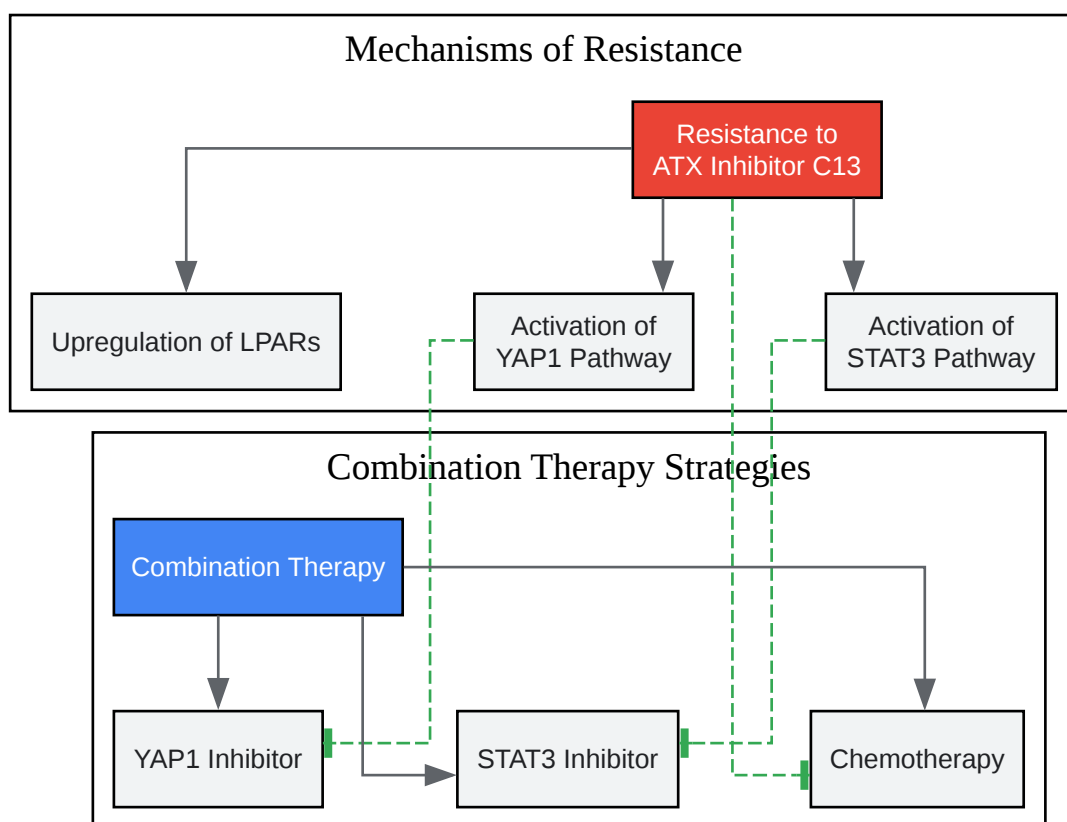 Mechanisms of Resistance
Resistance to
ATX Inhibitor C13
Upregulation of LPARs
Activation of
YAP1 Pathway
Activation of
STAT3 Pathway
Combination Therapy Strategies
Combination Therapy
YAP1 Inhibitor
STAT3 Inhibitor
Chemotherapy